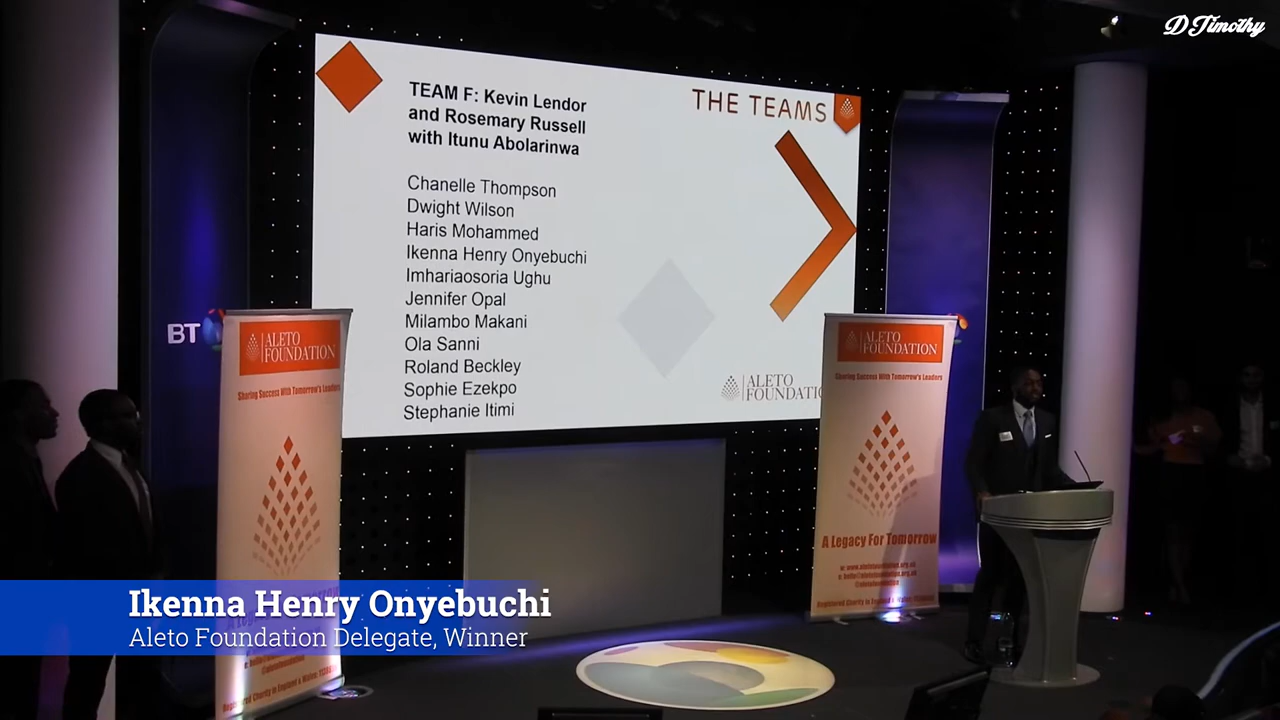 D Timothy
TEAM F: Kevin Lendor
and Rosemary Russell
with Itunu Abolarinwa
THE TEAMS
Chanelle Thompson
Dwight Wilson
Haris Mohammed
Ikenna Henry Onyebuchi
Imhariaosoria Ughu
Jennifer Opal
Milambo Makani
Ola Sanni
Roland Beckley
Sophie Ezekpo
Stephanie Itimi
ALETO
FOUNDATIO
BT
ALETO
FOUNDATION
Sharing Success With Tomorrow's Leaders
ALETO
FOUNDATION
Sharing Success With Tomorrow's Leaders
A Legacy For Tomorrow
Ikenna Henry Onyebuchi
Aleto Foundation Delegate, Winner